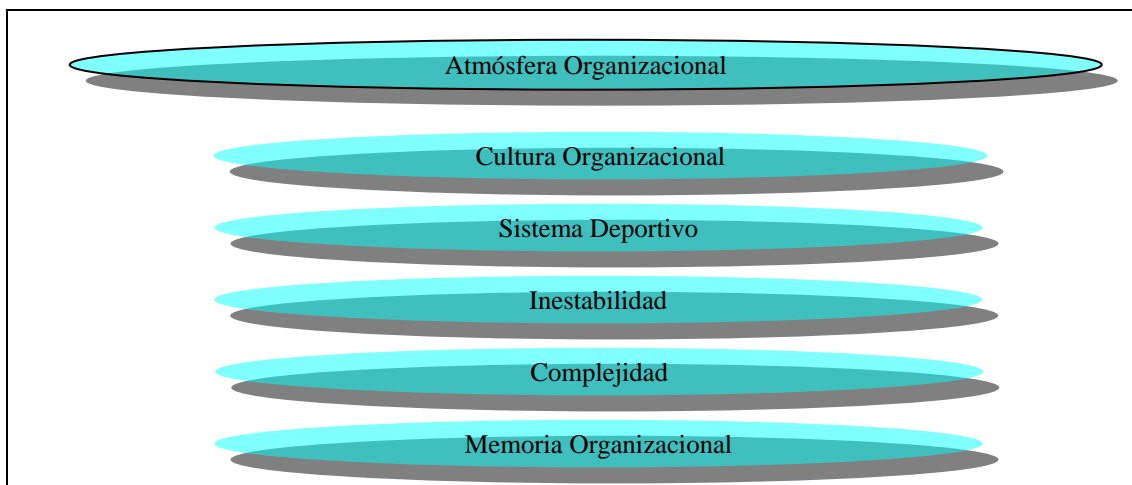 Atmósfera Organizacional
Cultura Organizacional
Sistema Deportivo
Inestabilidad
Complejidad
Memoria Organizacional